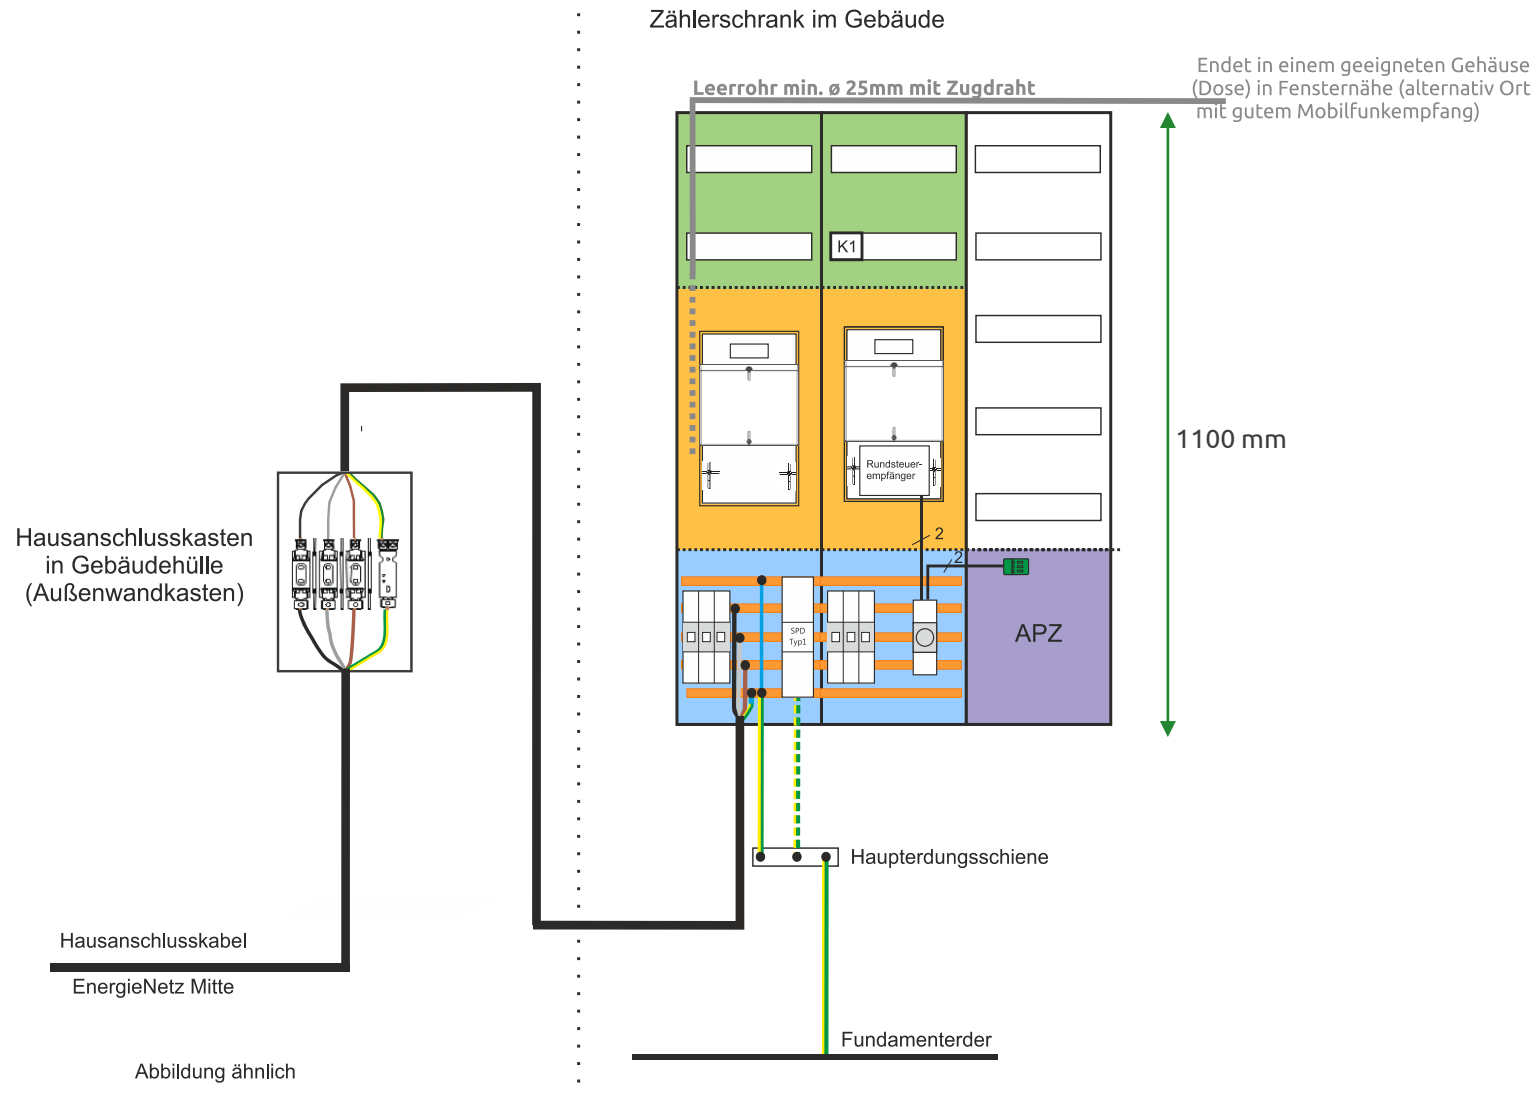 Zählerschrank im Gebäude
Leerrohr min. ø 25mm mit Zugdraht
Endet in einem geeigneten Gehäuse
(Dose) in Fensternähe (alternativ Ort
mit gutem Mobilfunkempfang)
K1
1100 mm
Rundsteuer-
empfänger
2
2
Hausanschlusskasten
in Gebäudehülle
(Außenwandkasten)
SPD
Typ1
APZ
Haupterdungsschiene
Hausanschlusskabel
EnergieNetz Mitte
Fundamenterder
Abbildung ähnlich